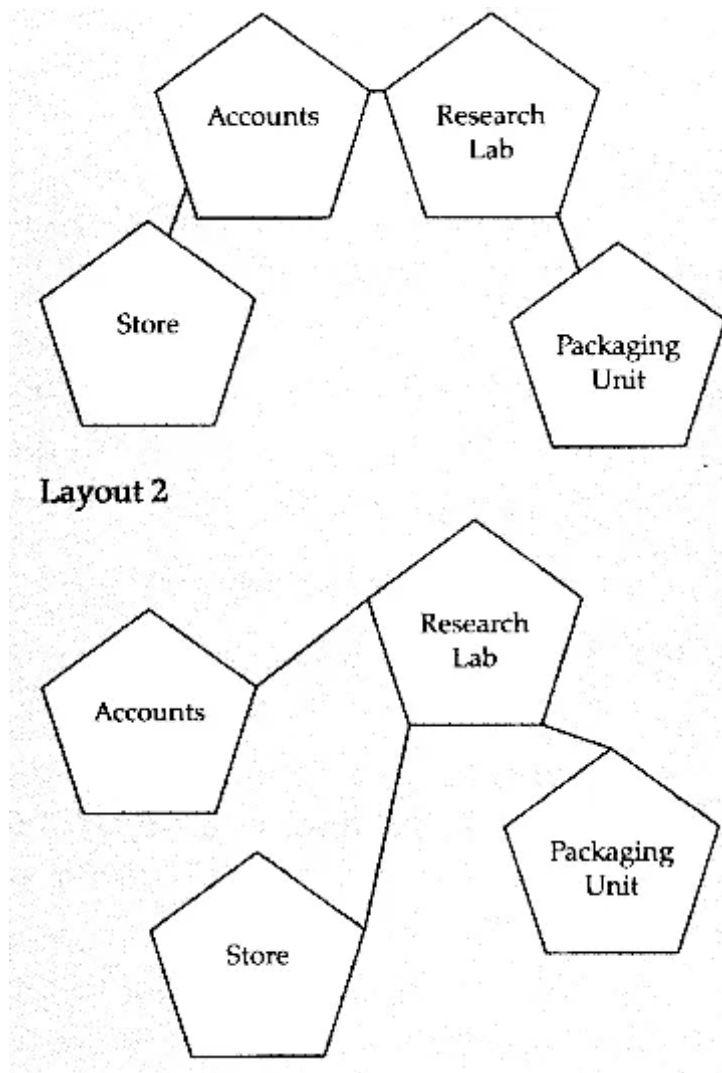 Accounts
Research
Lab
Store
Packaging
Unit
Layout 2
Research
Lab
Accounts
Packaging
Unit
Store